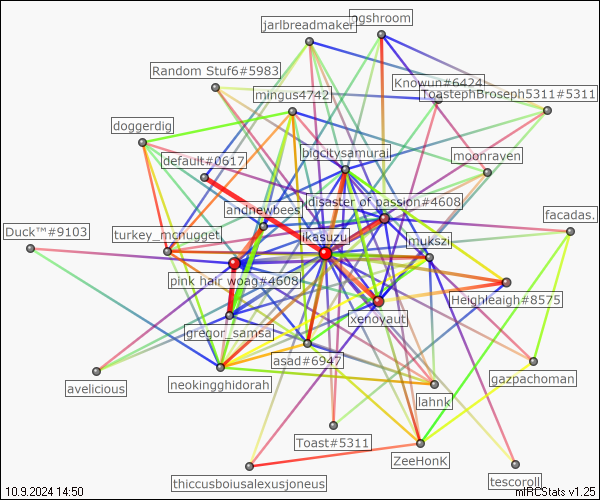 jarlbreadmaker
ogshroom
Random Stuf6#5983
Knowun#6424
mingus4742
ToastephBroseph5311#5311
doggerdig
bigcitysamurai
moonraven
default#0617
andnewbees
disaster of passion#4608
facadas.
Duck™#9103
turkey_mcnugget
likasuzu
mukszi
pink hair woag#4608
Heighleaigh#8575
xenoyaut
gregor_samsa
asad#6947
gazpachoman
avelicious
neokingghidorah
lahnk
Toast#5311
ZeeHonK
thiccusboiusalexusjoneus
tescoroll
10.9.2024 14:50
mIRCStats v1.25